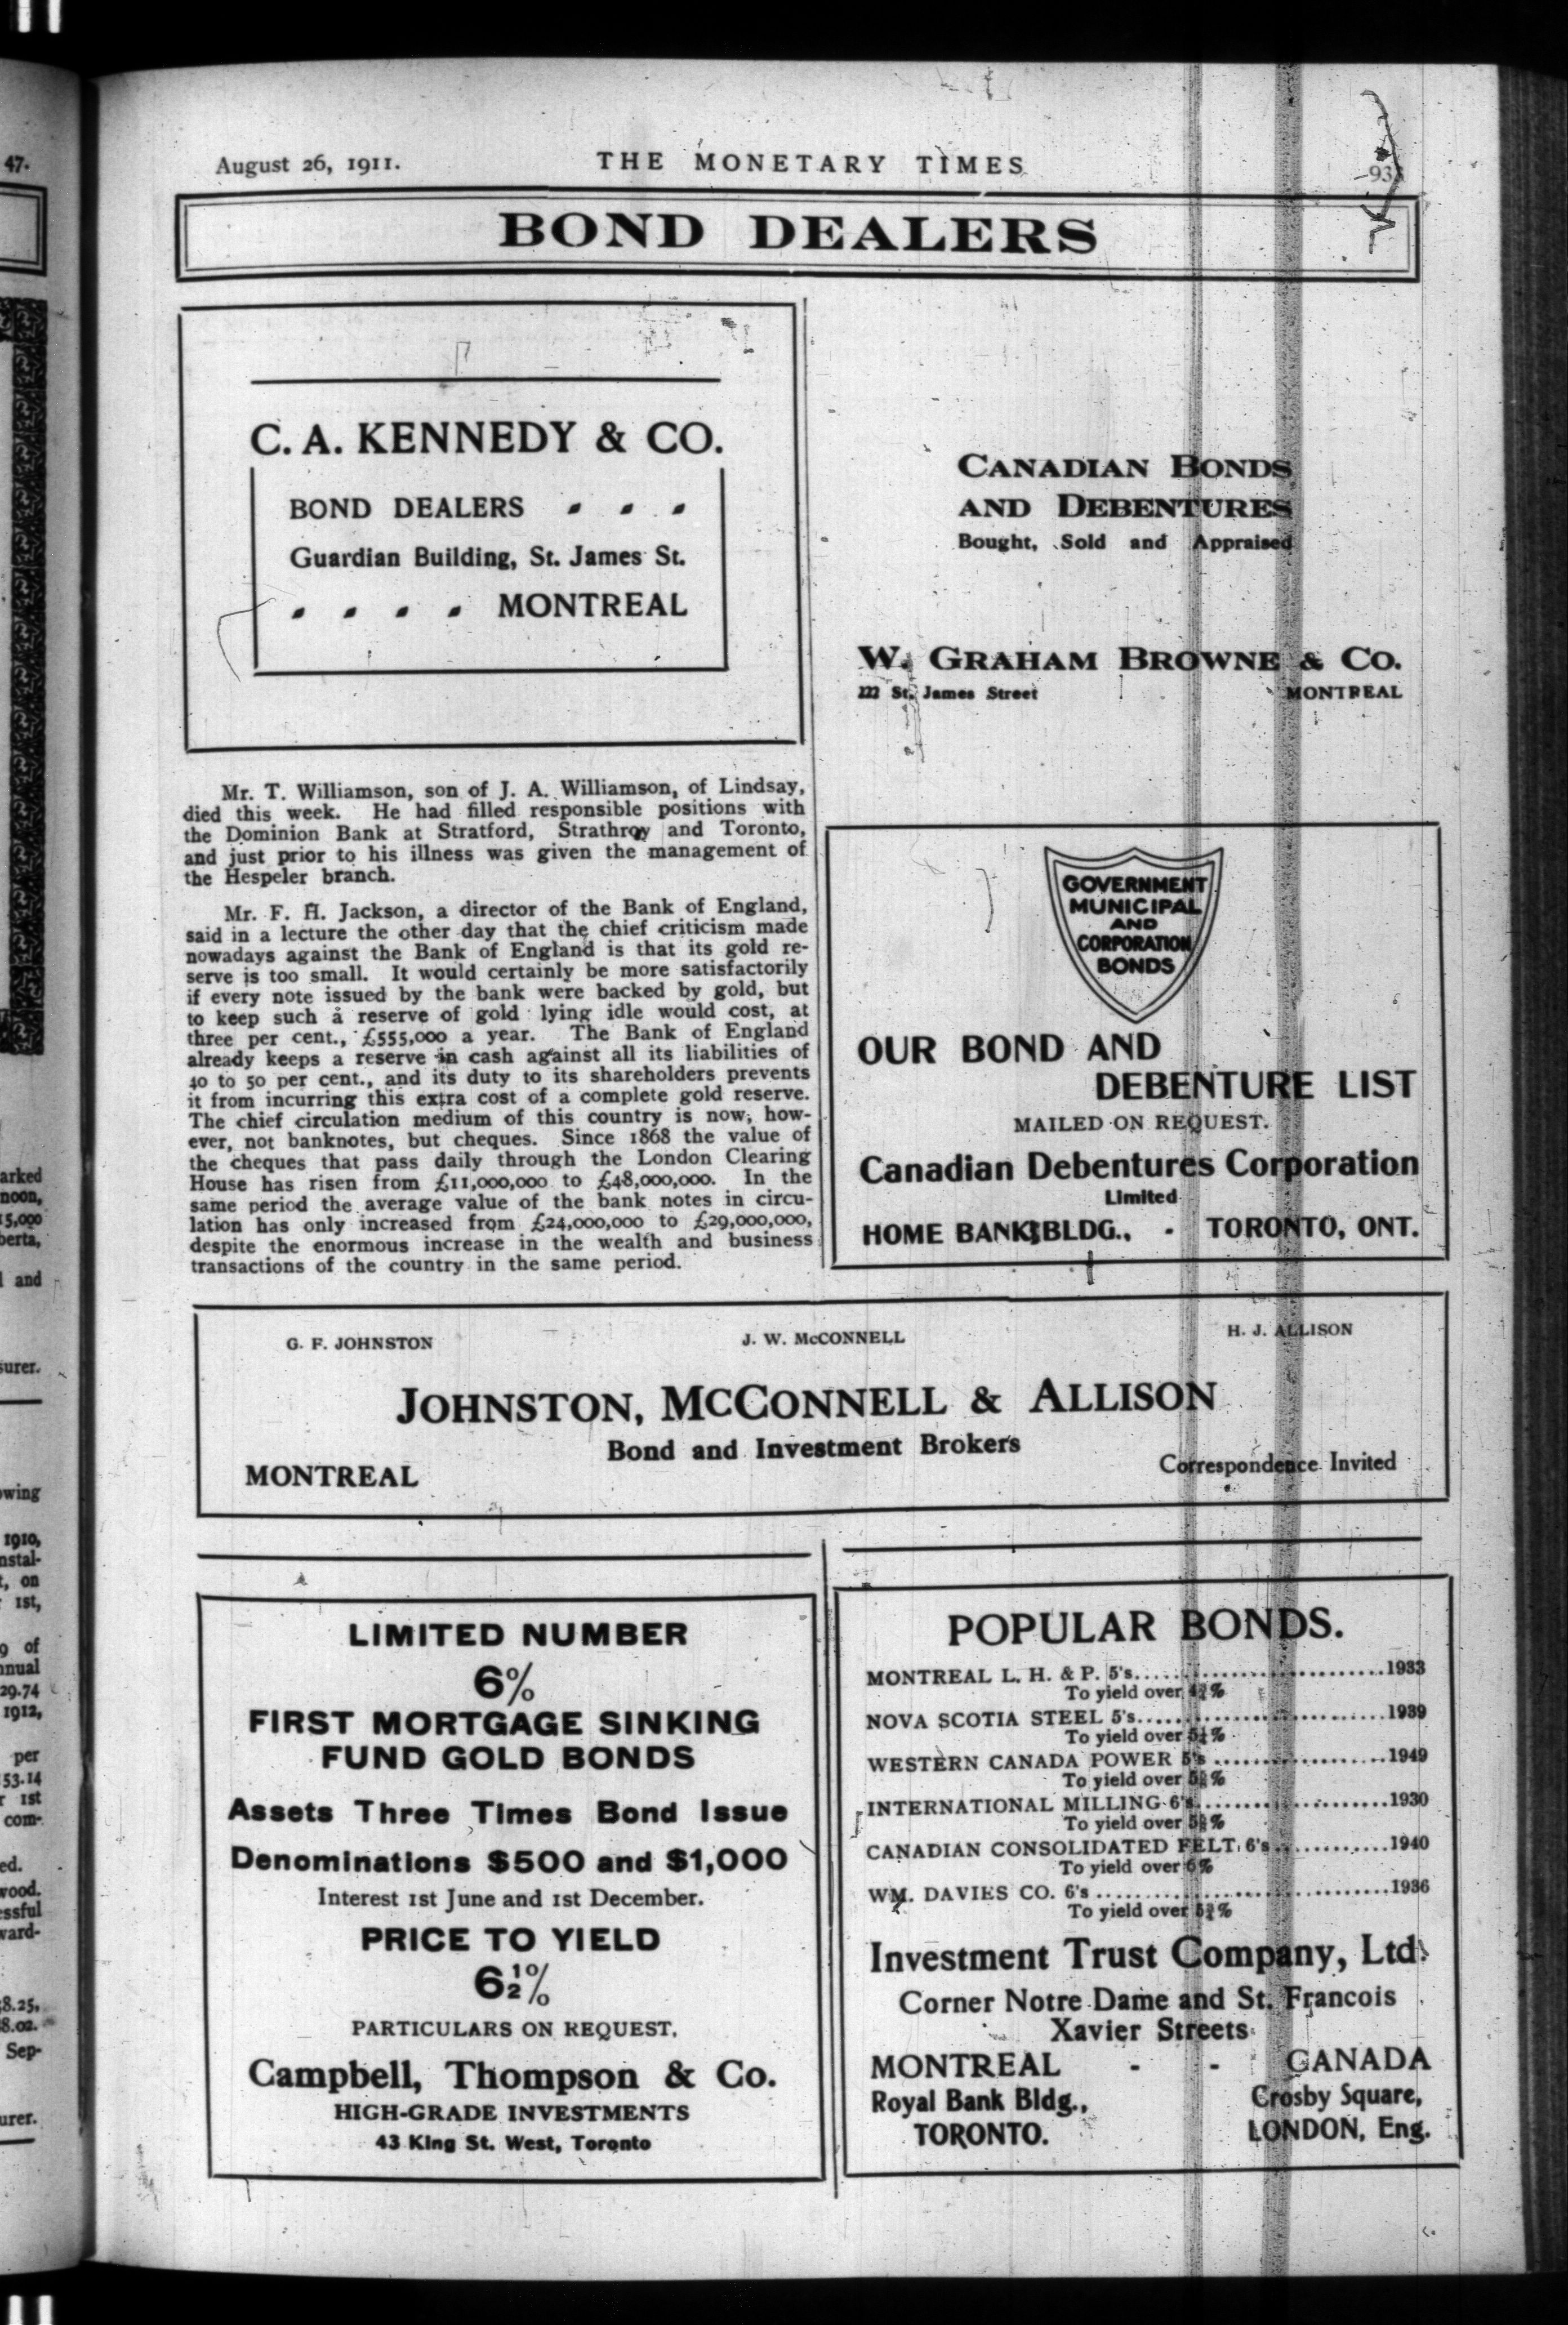 August 26, 1911.
THE MONETARY TIMES
BOND DEALERS
C. A. KENNEDY & CO.
BOND DEALERS
Guardian Building, St. James St.
MONTREAL
Mr. T. Williamson, son of J. A. Williamson, of Lindsay,
died this week. He had filled responsible positions with
the Dominion Bank at Stratford, Strathroy and Toronto,
and just prior to his illness was given the management of
the Hespeler branch.
Mr. F. H. Jackson, a director of the Bank of England,
said in a lecture the other day that the chief criticism made
nowadays against the Bank of England is that its gold re-
serve is too small. It would certainly be more satisfactorily
if every note issued by the bank were backed by gold, but
to keep such a reserve of gold lying idle would cost, at
three per cent., £555,000 a year. The Bank of England
already keeps a reserve in cash against all its liabilities of
40 to 50 per cent., and its duty to its shareholders prevents
it from incurring this extra cost of a complete gold reserve.
The chief circulation medium of this country is now, how-
ever, not banknotes, but cheques. Since 1868 the value of
the cheques that pass daily through the London Clearing
House has risen from £11,000,000 to £48,000,000. In the
same period the average value of the bank notes in circu-
lation has only increased from £24,000,000 to £29,000,000,
despite the enormous increase in the wealth and business
transactions of the country in the same period.
CANADIAN BONDS
AND DEBENTURES
Bought, Sold and Appraised
W. GRAHAM BROWNE & CO.
222 St. James Street MONTREAL
GOVERNMENT
MUNICIPAL
AND
CORPORATION
BONDS
OUR BOND AND
DEBENTURE LIST
MAILED ON REQUEST.
Canadian Debentures Corporation
Limited
HOME BANK BLDG., - TORONTO, ONT.
G. F. JOHNSTON J. W. McCONNELL H. J. ALLISON
JOHNSTON, MCCONNELL & ALLISON
Bond and Investment Brokers
MONTREAL Correspondence Invited
LIMITED NUMBER
6%
FIRST MORTGAGE SINKING
FUND GOLD BONDS
Assets Three Times Bond Issue
Denominations $500 and $1,000
Interest 1st June and 1st December.
PRICE TO YIELD
6½%
PARTICULARS ON REQUEST.
Campbell, Thompson & Co.
HIGH-GRADE INVESTMENTS
43 King St. West, Toronto
POPULAR BONDS.
MONTREAL L. H. & P. 5's..............................1933
To yield over
NOVA SCOTIA STEEL 5's..............................1939
To yield over
WESTERN CANADA POWER 5's....................1949
To yield over
INTERNATIONAL MILLING 6's.......................1930
To yield over
CANADIAN CONSOLIDATED FELT 6's..............1940
To yield over 6%
WM. DAVIES CO. 6's....................................1936
To yield over
Investment Trust Company, Ltd.
Corner Notre Dame and St. Francois
Xavier Streets
MONTREAL - - CANADA
Royal Bank Bldg., Crosby Square,
TORONTO. LONDON, Eng.